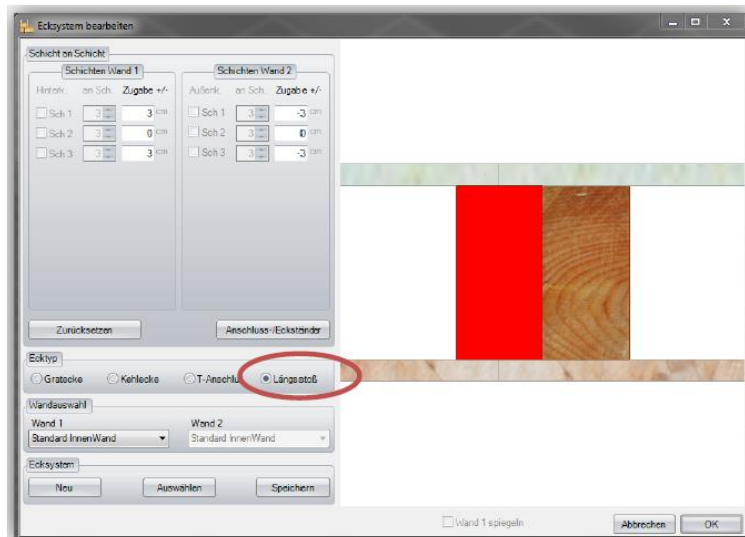 Ecksystem bearbeiten
Schicht an Schicht
Schichten Wand 1
Hinterk. an Sch. Zugabe +/-
Sch 1 3 3 cm
Sch 2 3 0 cm
Sch 3 3 3 cm
Schichten Wand 2
Außenk. an Sch. Zugabe +/-
Sch 1 3 -3 cm
Sch 2 3 0 cm
Sch 3 3 -3 cm
Zurücksetzen
Anschluss-/Eckständer
Ecktyp
Gratecke Kehlecke T-Anschlu Längsstoß
Wandauswahl
Wand 1 Wand 2
Standard InnenWand Standard InnenWand
Ecksystem
Neu Auswählen Speichern
Wand 1 spiegeln
Abbrechen OK